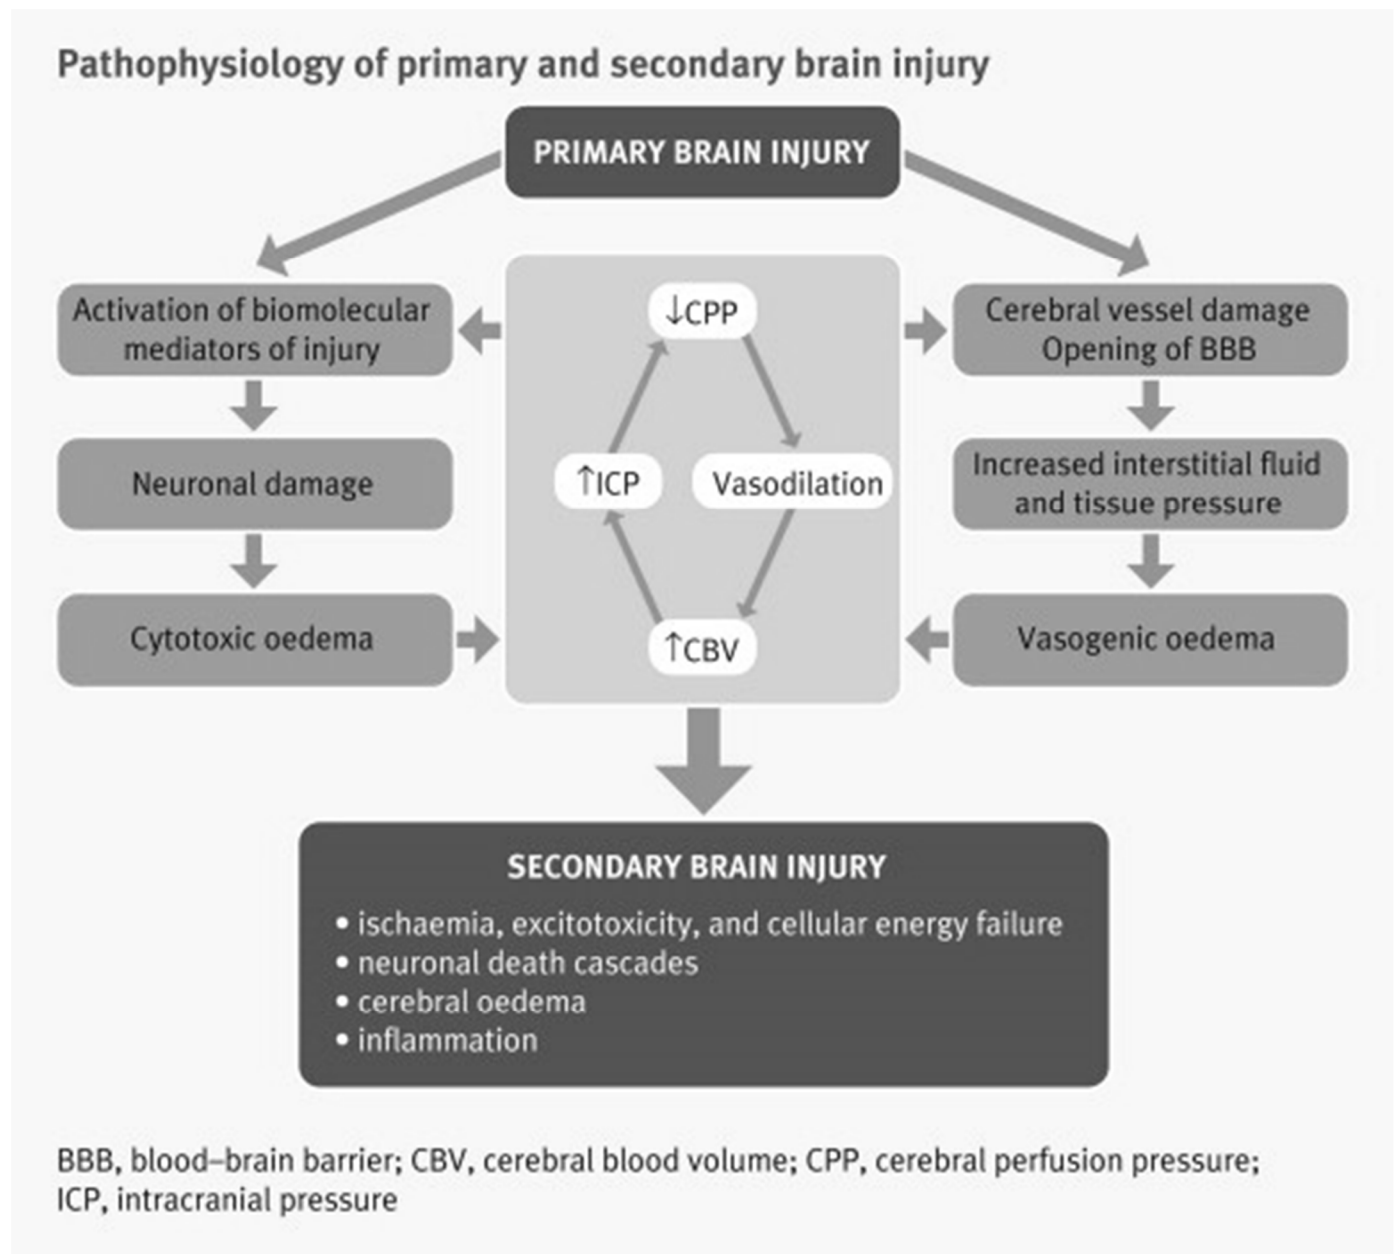 Pathophysiology of primary and secondary brain injury
PRIMARY BRAIN INJURY
Activation of biomolecular
mediators of injury
Neuronal damage
Cytotoxic oedema
↓CPP
↑ICP
Vasodilation
↑CBV
Cerebral vessel damage
Opening of BBB
Increased interstitial fluid
and tissue pressure
Vasogenic oedema
SECONDARY BRAIN INJURY
• ischaemia, excitotoxicity, and cellular energy failure
• neuronal death cascades
• cerebral oedema
• inflammation
BBB, blood–brain barrier; CBV, cerebral blood volume; CPP, cerebral perfusion pressure;
ICP, intracranial pressure